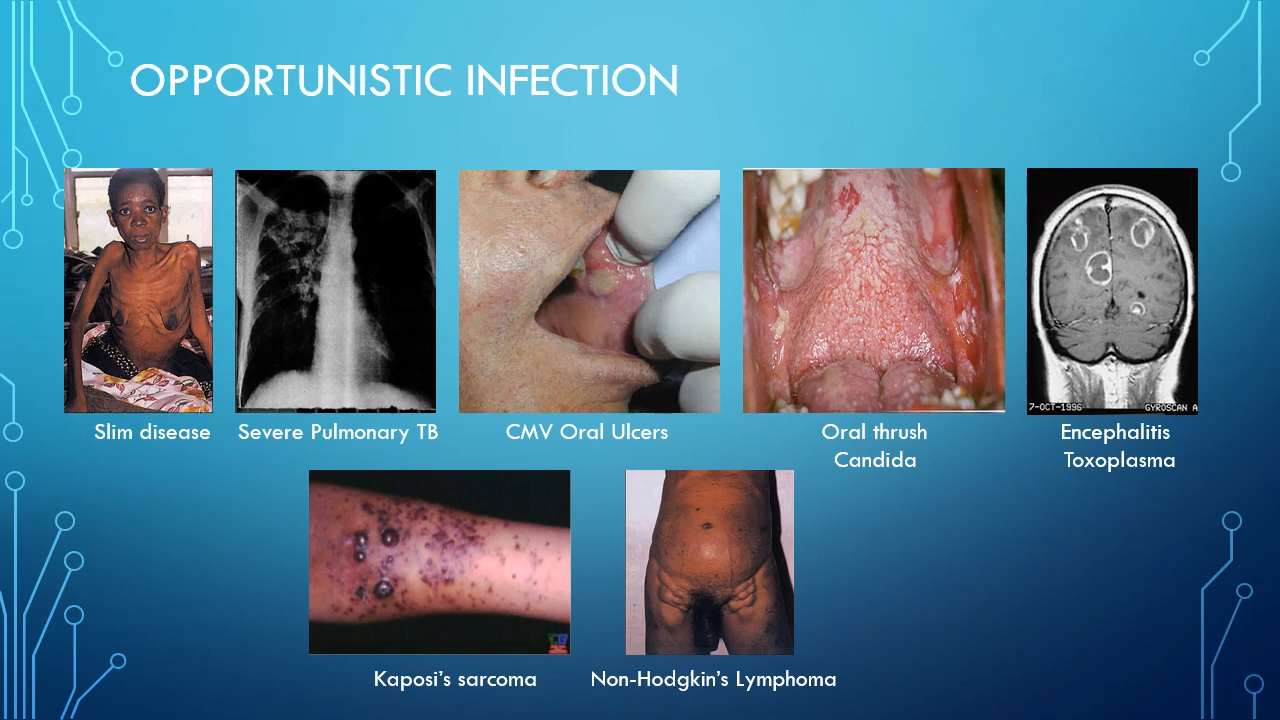 OPPORTUNISTIC INFECTION
Slim disease
Severe Pulmonary TB
CMV Oral Ulcers
Oral thrush
Candida
Encephalitis
Toxoplasma
7-OCT-1996
GYROSCAN A
Kaposi’s sarcoma
Non-Hodgkin’s Lymphoma